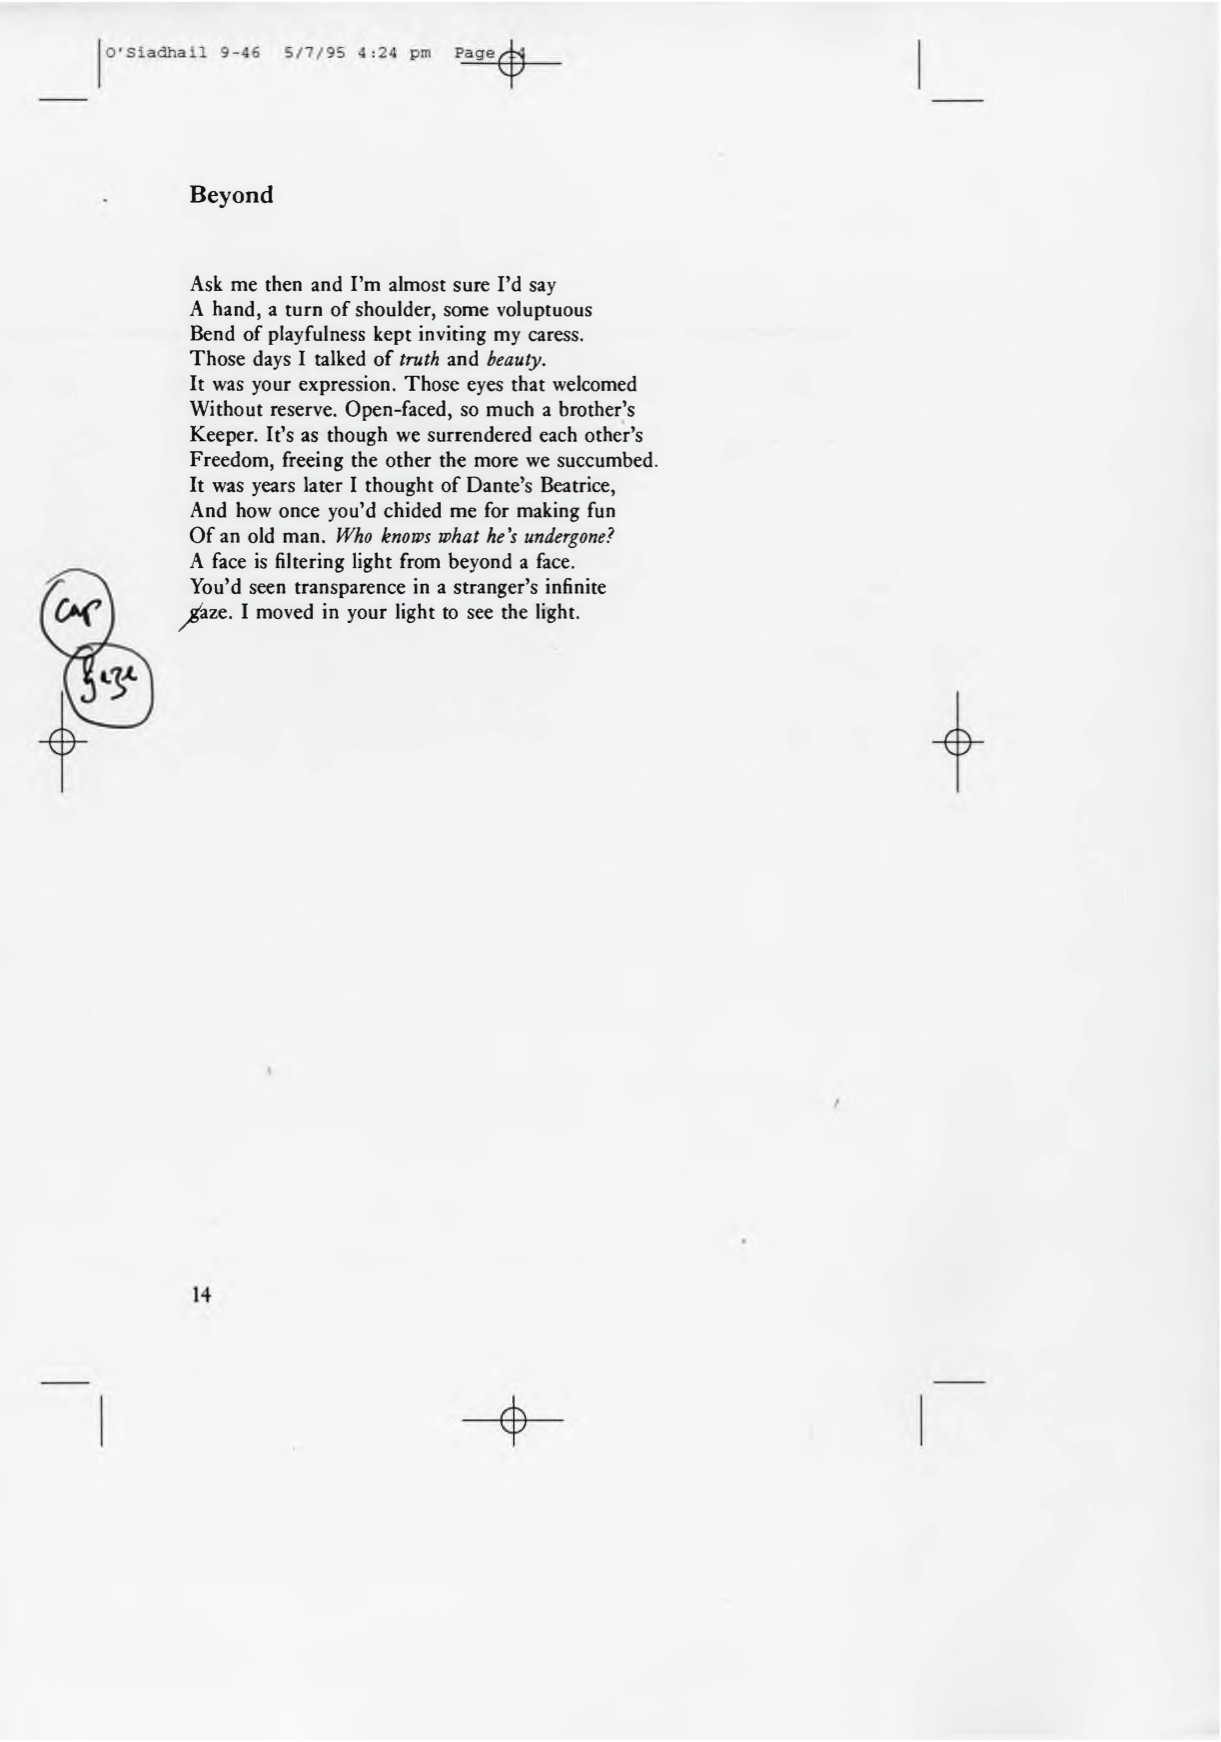 O'Siadhail 9-46 5/7/95 4:24 pm Page
Beyond
Ask me then and I'm almost sure I'd say
A hand, a turn of shoulder, some voluptuous
Bend of playfulness kept inviting my caress.
Those days I talked of truth and beauty.
It was your expression. Those eyes that welcomed
Without reserve. Open-faced, so much a brother's
Keeper. It's as though we surrendered each other's
Freedom, freeing the other the more we succumbed.
It was years later I thought of Dante's Beatrice,
And how once you'd chided me for making fun
Of an old man. Who knows what he's undergone?
A face is filtering light from beyond a face.
You'd seen transparence in a stranger's infinite
gaze. I moved in your light to see the light.
cap
gaze
14